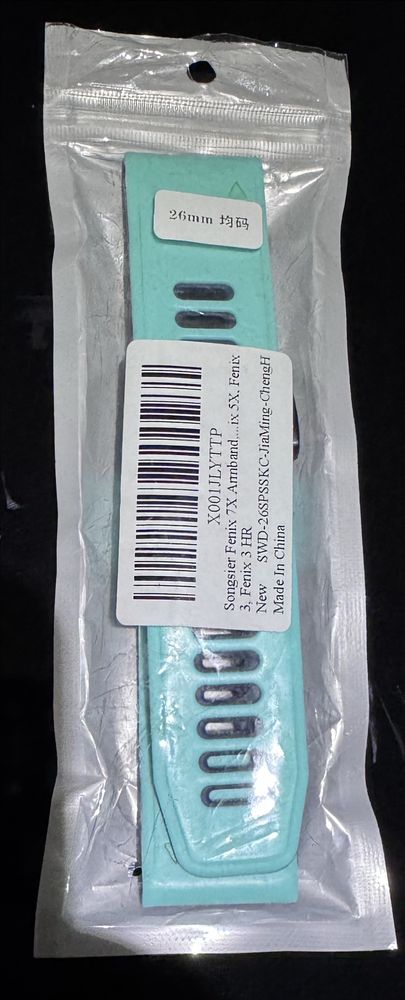 26mm 均码
X001JLYTTP
Songsier Fenix 7X Armband....ix 5X, Fenix
3, Fenix 3 HR
New SWD-26SPSSKC-JiaMing-ChengH
Made In China